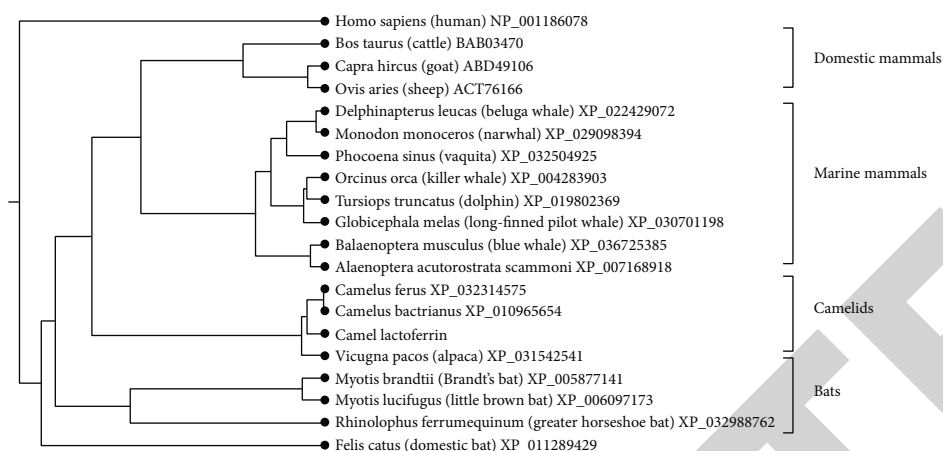 Homo sapiens (human) NP_001186078
Bos taurus (cattle) BAB03470
Capra hircus (goat) ABD49106
Ovis aries (sheep) ACT76166
Domestic mammals
Delphinapterus leucas (beluga whale) XP_022429072
Monodon monoceros (narwhal) XP_029098394
Phocoena sinus (vaquita) XP_032504925
Orcinus orca (killer whale) XP_004283903
Tursiops truncatus (dolphin) XP_019802369
Globicephala melas (long-finned pilot whale) XP_030701198
Balaenoptera musculus (blue whale) XP_036725385
Alaenoptera acutorostrata scammoni XP_007168918
Marine mammals
Camelus ferus XP_032314575
Camelus bactrianus XP_010965654
Camel lactoferrin
Vicugna pacos (alpaca) XP_031542541
Camelids
Myotis brandtii (Brandt's bat) XP_005877141
Myotis lucifugus (little brown bat) XP_006097173
Rhinolophus ferrumequinum (greater horseshoe bat) XP_032988762
Bats
Felis catus (domestic bat) XP_011289429